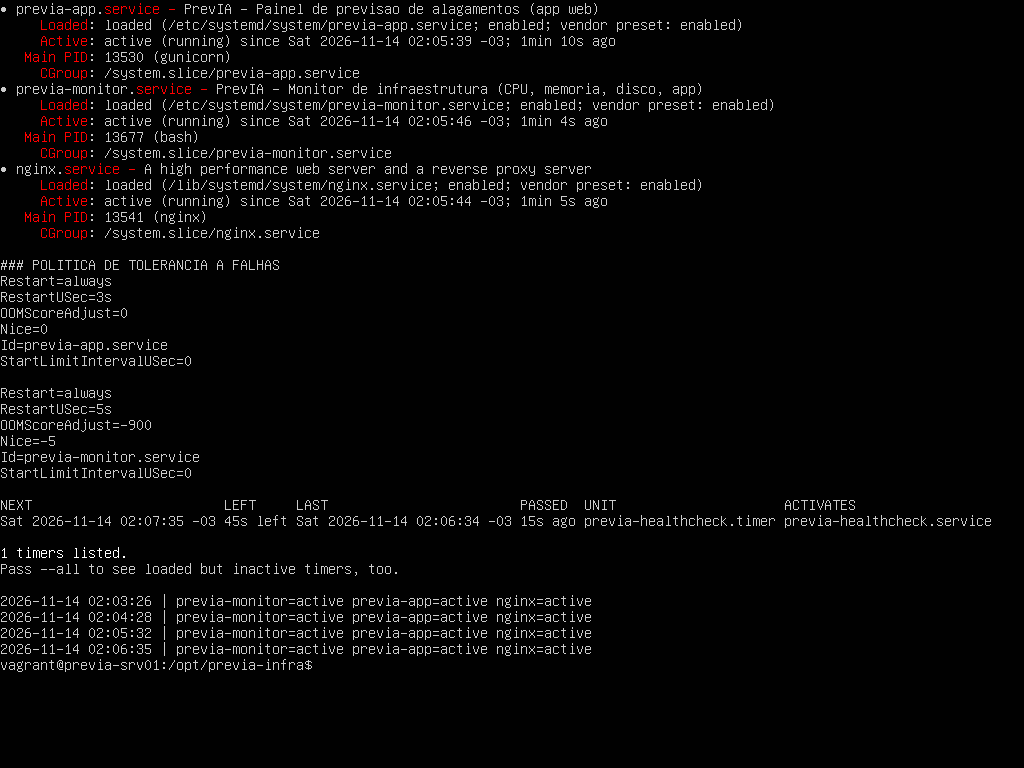 ● previa-app.service - PrevIA - Painel de previsao de alagamentos (app web)
Loaded: loaded (/etc/systemd/system/previa-app.service; enabled; vendor preset: enabled)
Active: active (running) since Sat 2026-11-14 02:05:39 -03; 1min 10s ago
Main PID: 13530 (gunicorn)
CGroup: /system.slice/previa-app.service
● previa-monitor.service - PrevIA - Monitor de infraestrutura (CPU, memoria, disco, app)
Loaded: loaded (/etc/systemd/system/previa-monitor.service; enabled; vendor preset: enabled)
Active: active (running) since Sat 2026-11-14 02:05:46 -03; 1min 4s ago
Main PID: 13677 (bash)
CGroup: /system.slice/previa-monitor.service
● nginx.service - A high performance web server and a reverse proxy server
Loaded: loaded (/lib/systemd/system/nginx.service; enabled; vendor preset: enabled)
Active: active (running) since Sat 2026-11-14 02:05:44 -03; 1min 5s ago
Main PID: 13541 (nginx)
CGroup: /system.slice/nginx.service
### POLITICA DE TOLERANCIA A FALHAS
Restart=always
RestartUSec=3s
OOMScoreAdjust=0
Nice=0
Id=previa-app.service
StartLimitIntervalUSec=0
Restart=always
RestartUSec=5s
OOMScoreAdjust=-900
Nice=-5
Id=previa-monitor.service
StartLimitIntervalUSec=0
NEXT LEFT LAST PASSED UNIT ACTIVATES
Sat 2026-11-14 02:07:35 -03 45s left Sat 2026-11-14 02:06:34 -03 15s ago previa-healthcheck.timer previa-healthcheck.service
1 timers listed.
Pass --all to see loaded but inactive timers, too.
2026-11-14 02:03:26 | previa-monitor=active previa-app=active nginx=active
2026-11-14 02:04:28 | previa-monitor=active previa-app=active nginx=active
2026-11-14 02:05:32 | previa-monitor=active previa-app=active nginx=active
2026-11-14 02:06:35 | previa-monitor=active previa-app=active nginx=active
vagrant@previa-srv01:/opt/previa-infra$